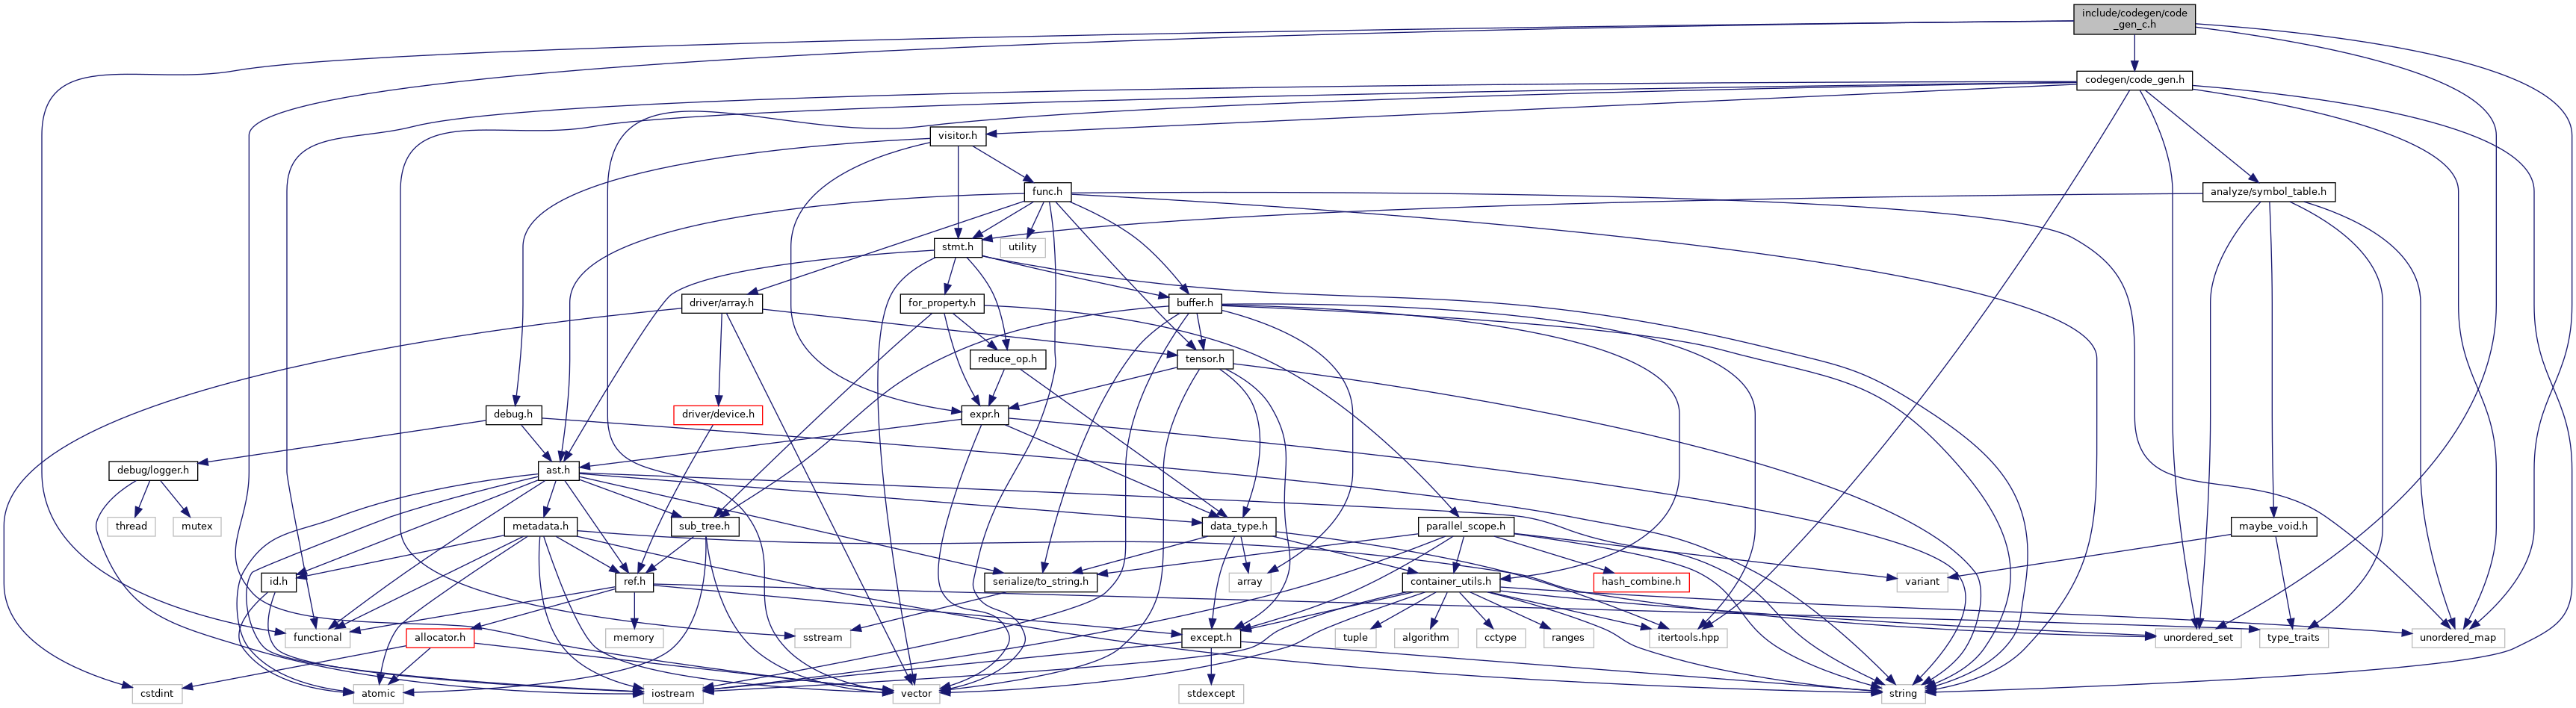 include/codegen/code
_gen_c.h
codegen/code_gen.h
visitor.h
func.h
analyze/symbol_table.h
stmt.h
utility
driver/array.h
for_property.h
buffer.h
reduce_op.h
tensor.h
debug.h
driver/device.h
expr.h
debug/logger.h
ast.h
thread
mutex
metadata.h
sub_tree.h
data_type.h
parallel_scope.h
maybe_void.h
id.h
ref.h
serialize/to_string.h
array
container_utils.h
hash_combine.h
variant
functional
allocator.h
memory
sstream
except.h
tuple
algorithm
cctype
ranges
itertools.hpp
unordered_set
type_traits
unordered_map
cstdint
atomic
iostream
vector
stdexcept
string